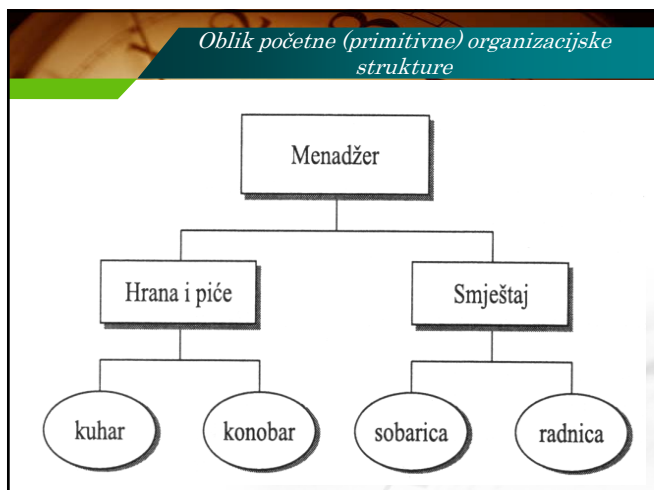 Oblik početne (primitivne) organizacijske
strukture
Menadžer
Hrana i piće
Smještaj
kuhar
konobar
sobarica
radnica